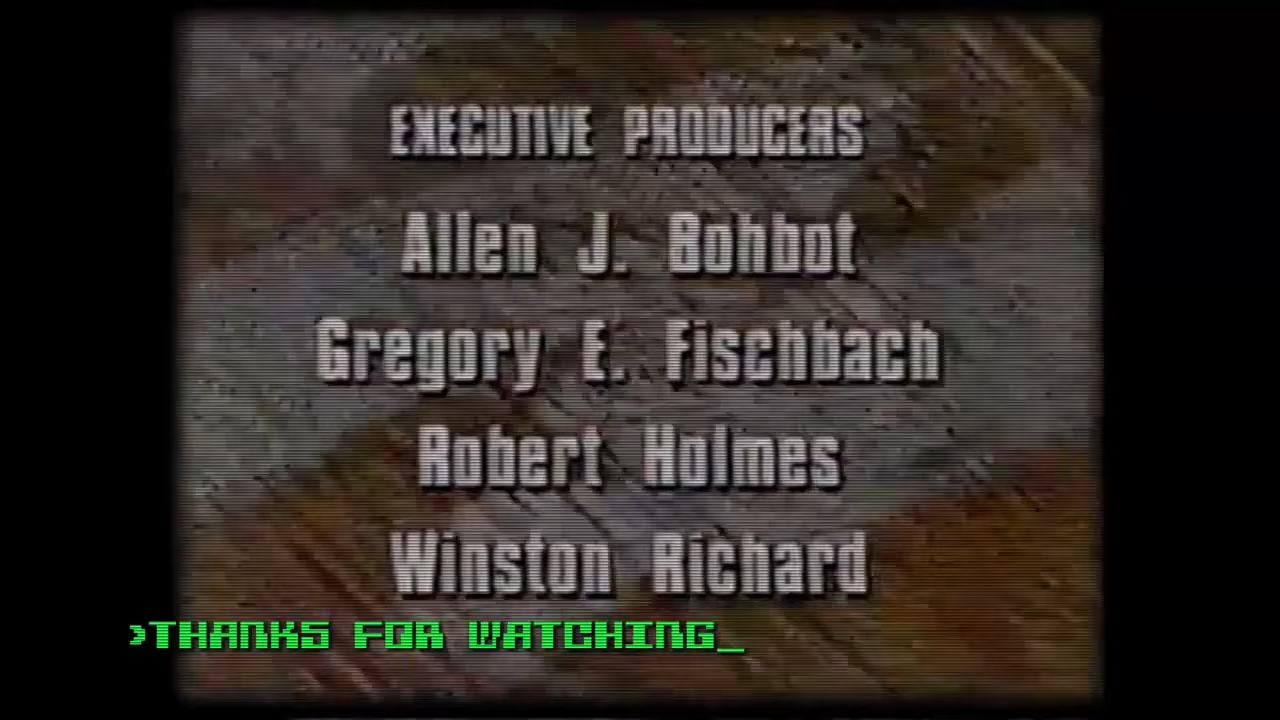 EXECUTIVE PRODUCERS
Allen J. Bohbot
Gregory E. Fischbach
Robert Holmes
Winston Richard
>THANKS FOR WATCHING_